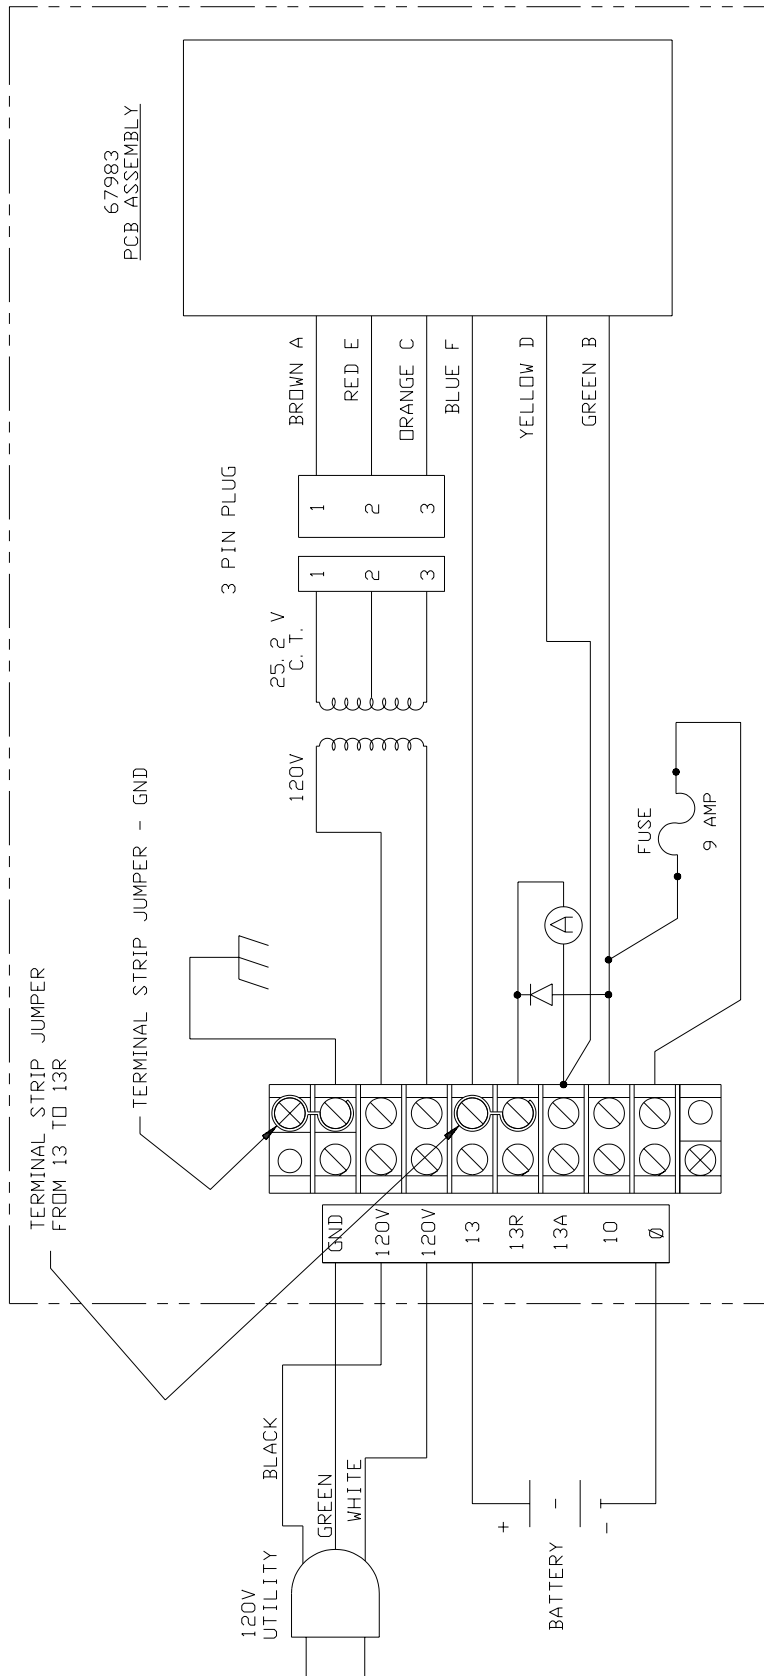 67983
PCB ASSEMBLY
BROWN A
RED E
ORANGE C
BLUE F
YELLOW D
GREEN B
3 PIN PLUG
1
2
3
1
2
3
25.2 V
C.T.
120V
FUSE
9 AMP
A
TERMINAL STRIP JUMPER - GND
TERMINAL STRIP JUMPER
FROM 13 TO 13R
GND
120V
120V
13
13R
13A
10
Ø
BLACK
GREEN
WHITE
120V
UTILITY
+
-
-
BATTERY